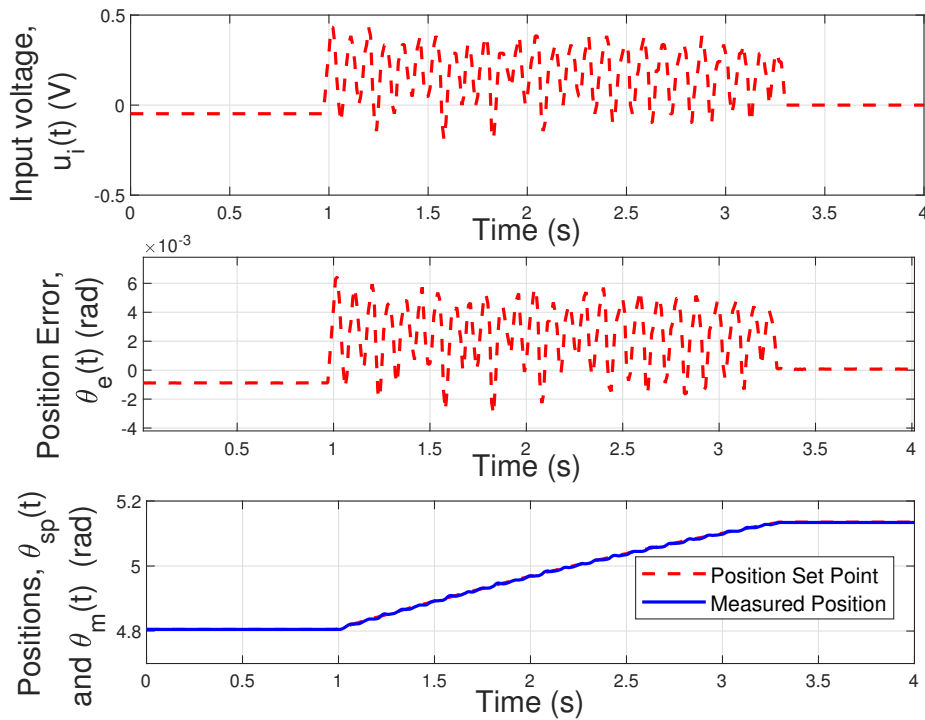 Input voltage,
u_i(t) (V)
0.5
0
-0.5
0 0.5 1 1.5 2 2.5 3 3.5 4
Time (s)
×10^-3
Position Error,
θ_e(t) (rad)
6
4
2
0
-2
-4
0.5 1 1.5 2 2.5 3 3.5 4
Time (s)
Positions, θ_sp(t)
and θ_m(t) (rad)
5.2
5
4.8
Position Set Point
Measured Position
0 0.5 1 1.5 2 2.5 3 3.5 4
Time (s)